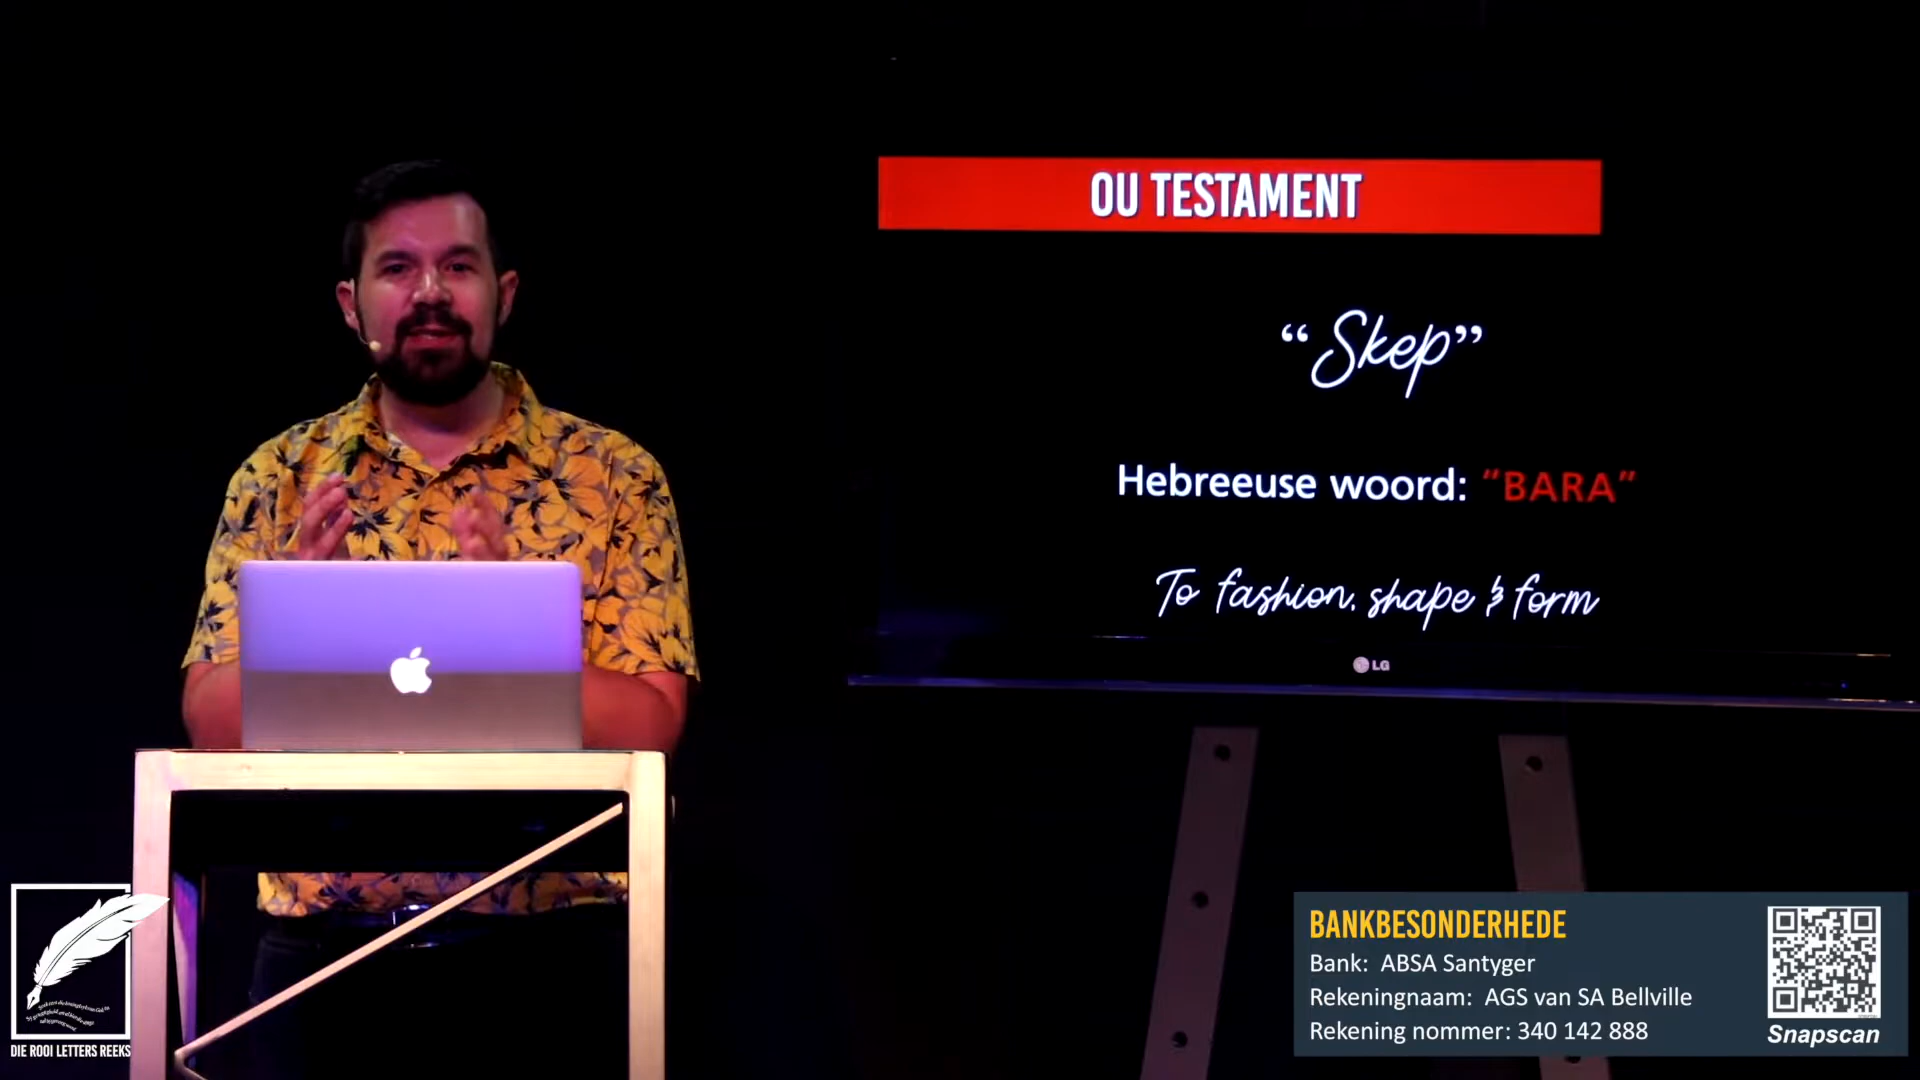 OU TESTAMENT
“Skep”
Hebreeuse woord: “BARA”
To fashion, shape & form
LG
BANKBESONDERHEDE
Bank: ABSA Santyger
Rekeningnaam: AGS van SA Bellville
Rekening nommer: 340 142 888
Snapscan
DIE ROOI LETTERS REEKS